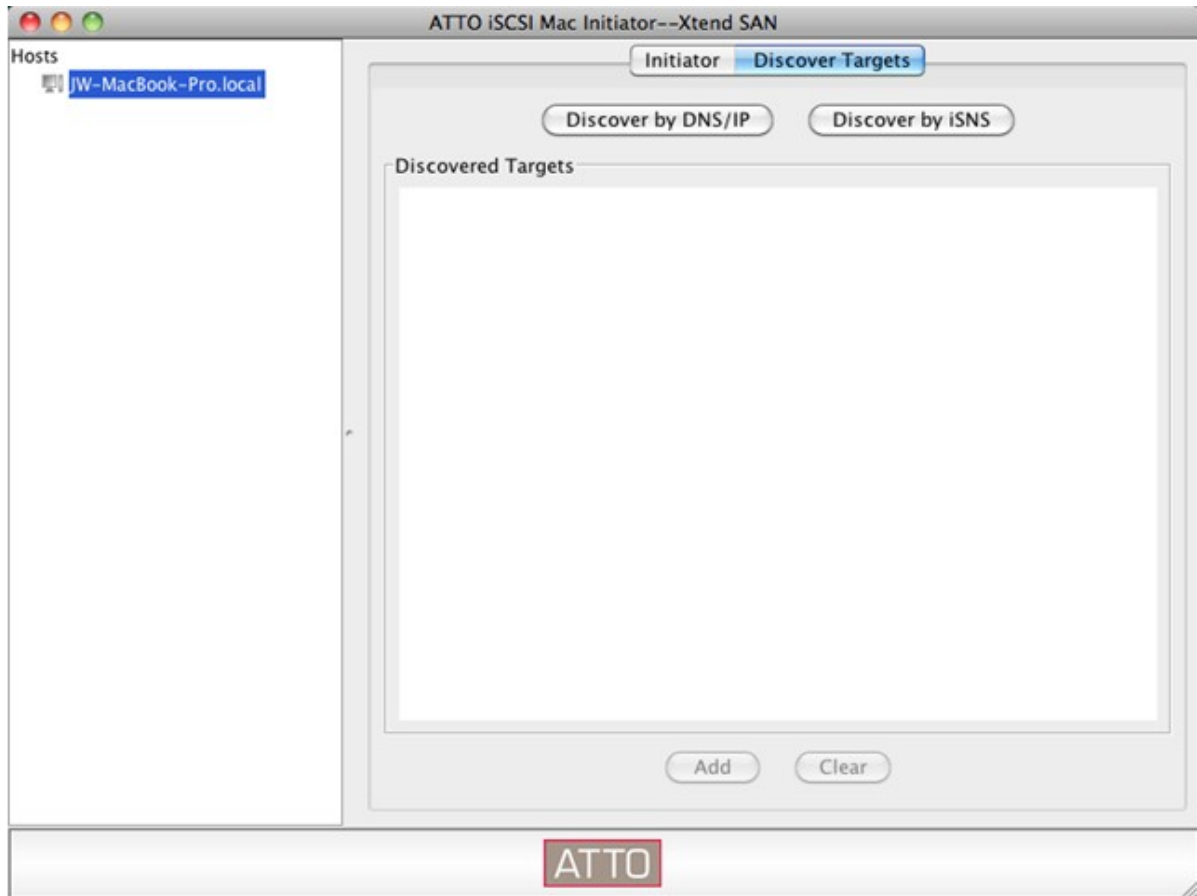 ATTO iSCSI Mac Initiator--Xtend SAN
Hosts
JW-MacBook-Pro.local
Initiator Discover Targets
Discover by DNS/IP Discover by iSNS
Discovered Targets
Add Clear
ATTO